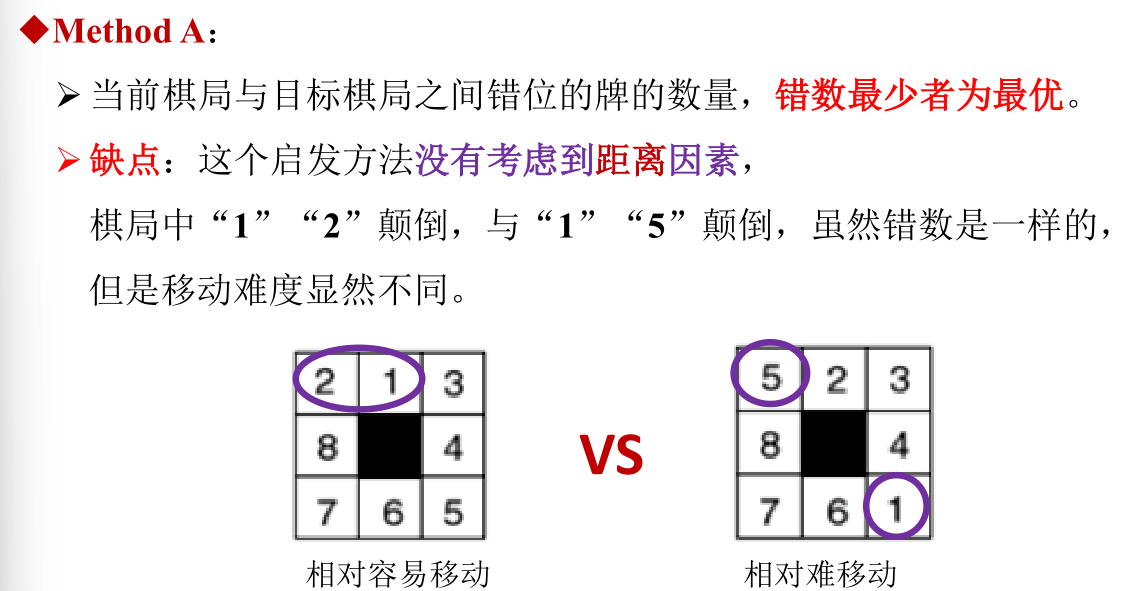 ◆Method A：
➢ 当前棋局与目标棋局之间错位的牌的数量，错数最少者为最优。
➢ 缺点：这个启发方法没有考虑到距离因素，
棋局中“1”“2”颠倒，与“1”“5”颠倒，虽然错数是一样的，
但是移动难度显然不同。
2 1 3
8 4
7 6 5
相对容易移动
VS
5 2 3
8 4
7 6 1
相对难移动